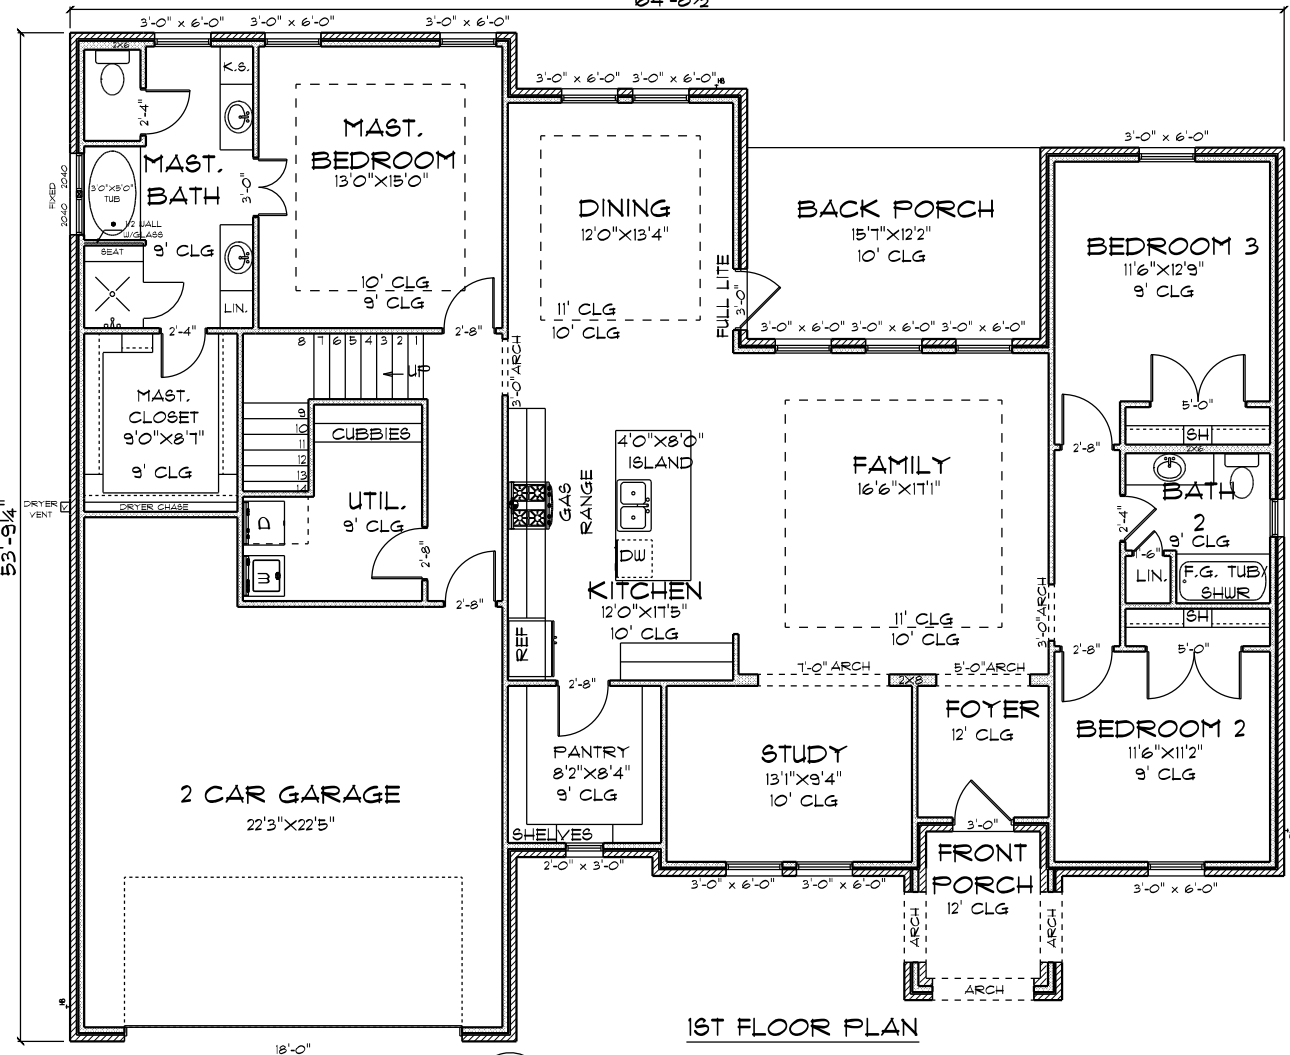 64'-8½"
3'-0" x 6'-0"
3'-0" x 6'-0"
3'-0" x 6'-0"
2X6
K.S.
2'-4"
3'-0" x 6'-0"
3'-0" x 6'-0"
HB
3'-0" x 6'-0"
MAST.
BEDROOM
13'0"X15'0"
10' CLG
9' CLG
MAST.
BATH
9' CLG
3'-0"
FIXED
2040 2040
3'0"X5'0"
TUB
1/2 WALL
W/GLASS
SEAT
LIN.
2'-4"
2'-8"
DINING
12'0"X13'4"
11' CLG
10' CLG
FULL LITE
3'-0"
BACK PORCH
15'7"X12'2"
10' CLG
3'-0" x 6'-0"
3'-0" x 6'-0"
3'-0" x 6'-0"
BEDROOM 3
11'6"X12'9"
9' CLG
5'-0"
SH
2X6
8 7 6 5 4 3 2 1
UP
9
10
11
12
13
14
3'-0" ARCH
MAST.
CLOSET
9'0"X8'7"
9' CLG
DRYER CHASE
DRYER
VENT
53'-9¼"
CUBBIES
UTIL.
9' CLG
D
W
2'-8"
2'-8"
GAS
RANGE
4'0"X8'0"
ISLAND
DW
KITCHEN
12'0"X17'5"
10' CLG
REF
FAMILY
16'6"X17'1"
11' CLG
10' CLG
3'-0" ARCH
2'-8"
BATH
2
9' CLG
2'-4"
1'-6"
LIN.
F.G. TUB/
SHWR
SH
2'-8"
5'-0"
BEDROOM 2
11'6"X11'2"
9' CLG
7'-0" ARCH
2X8
5'-0" ARCH
2'-8"
PANTRY
8'2"X8'4"
9' CLG
SHELVES
2'-0" x 3'-0"
STUDY
13'1"X9'4"
10' CLG
3'-0" x 6'-0"
3'-0" x 6'-0"
FOYER
12' CLG
3'-0"
FRONT
PORCH
12' CLG
ARCH
ARCH
ARCH
3'-0" x 6'-0"
2 CAR GARAGE
22'3"X22'5"
HB
18'-0"
1ST FLOOR PLAN